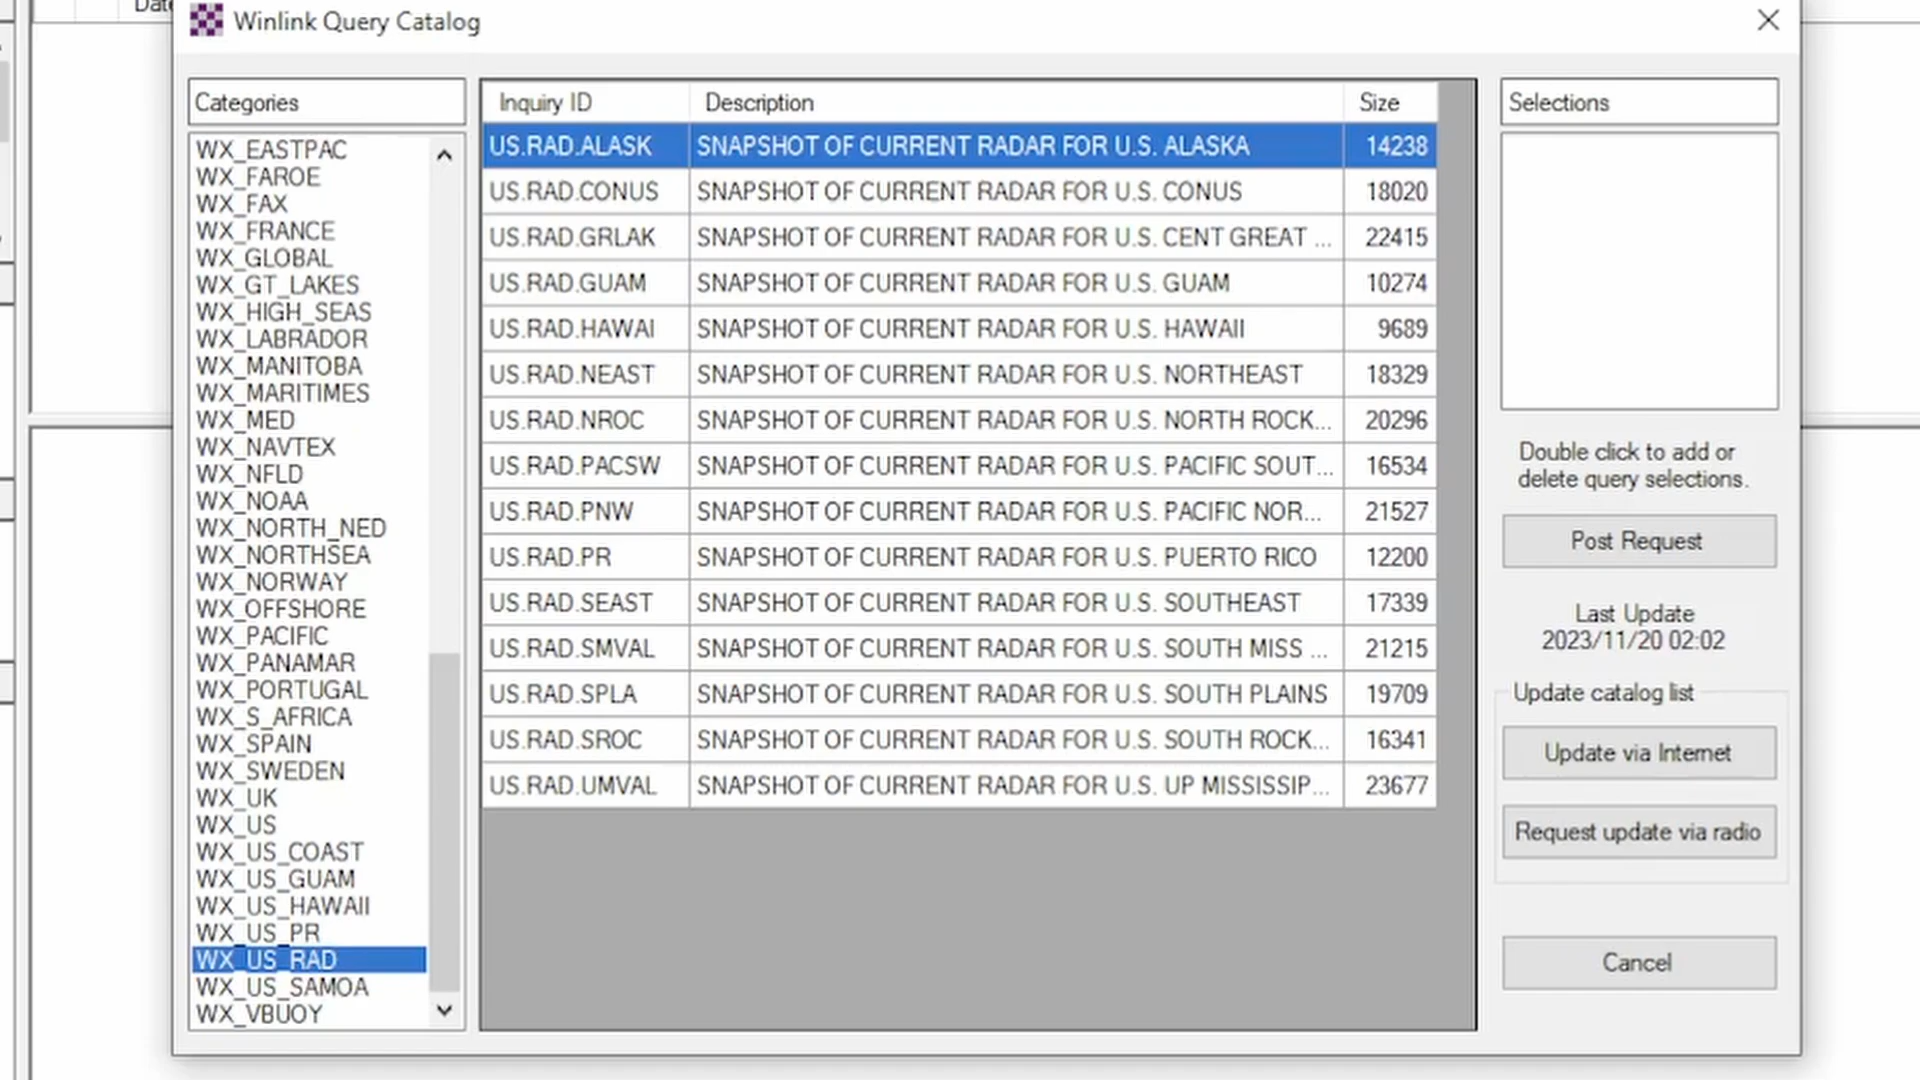 Date
Winlink Query Catalog
Categories
WX_EASTPAC
WX_FAROE
WX_FAX
WX_FRANCE
WX_GLOBAL
WX_GT_LAKES
WX_HIGH_SEAS
WX_LABRADOR
WX_MANITOBA
WX_MARITIMES
WX_MED
WX_NAVTEX
WX_NFLD
WX_NOAA
WX_NORTH_NED
WX_NORTHSEA
WX_NORWAY
WX_OFFSHORE
WX_PACIFIC
WX_PANAMAR
WX_PORTUGAL
WX_S_AFRICA
WX_SPAIN
WX_SWEDEN
WX_UK
WX_US
WX_US_COAST
WX_US_GUAM
WX_US_HAWAII
WX_US_PR
WX_US_RAD
WX_US_SAMOA
WX_VBUOY
Inquiry ID Description Size
US.RAD.ALASK SNAPSHOT OF CURRENT RADAR FOR U.S. ALASKA 14238
US.RAD.CONUS SNAPSHOT OF CURRENT RADAR FOR U.S. CONUS 18020
US.RAD.GRLAK SNAPSHOT OF CURRENT RADAR FOR U.S. CENT GREAT ... 22415
US.RAD.GUAM SNAPSHOT OF CURRENT RADAR FOR U.S. GUAM 10274
US.RAD.HAWAI SNAPSHOT OF CURRENT RADAR FOR U.S. HAWAII 9689
US.RAD.NEAST SNAPSHOT OF CURRENT RADAR FOR U.S. NORTHEAST 18329
US.RAD.NROC SNAPSHOT OF CURRENT RADAR FOR U.S. NORTH ROCK... 20296
US.RAD.PACSW SNAPSHOT OF CURRENT RADAR FOR U.S. PACIFIC SOUT... 16534
US.RAD.PNW SNAPSHOT OF CURRENT RADAR FOR U.S. PACIFIC NOR... 21527
US.RAD.PR SNAPSHOT OF CURRENT RADAR FOR U.S. PUERTO RICO 12200
US.RAD.SEAST SNAPSHOT OF CURRENT RADAR FOR U.S. SOUTHEAST 17339
US.RAD.SMVAL SNAPSHOT OF CURRENT RADAR FOR U.S. SOUTH MISS ... 21215
US.RAD.SPLA SNAPSHOT OF CURRENT RADAR FOR U.S. SOUTH PLAINS 19709
US.RAD.SROC SNAPSHOT OF CURRENT RADAR FOR U.S. SOUTH ROCK... 16341
US.RAD.UMVAL SNAPSHOT OF CURRENT RADAR FOR U.S. UP MISSISSIP... 23677
Selections
Double click to add or
delete query selections.
Post Request
Last Update
2023/11/20 02:02
Update catalog list
Update via Internet
Request update via radio
Cancel